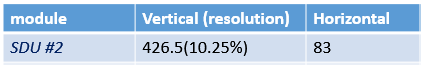 module Vertical (resolution) Horizontal
SDU #2 426.5(10.25%) 83